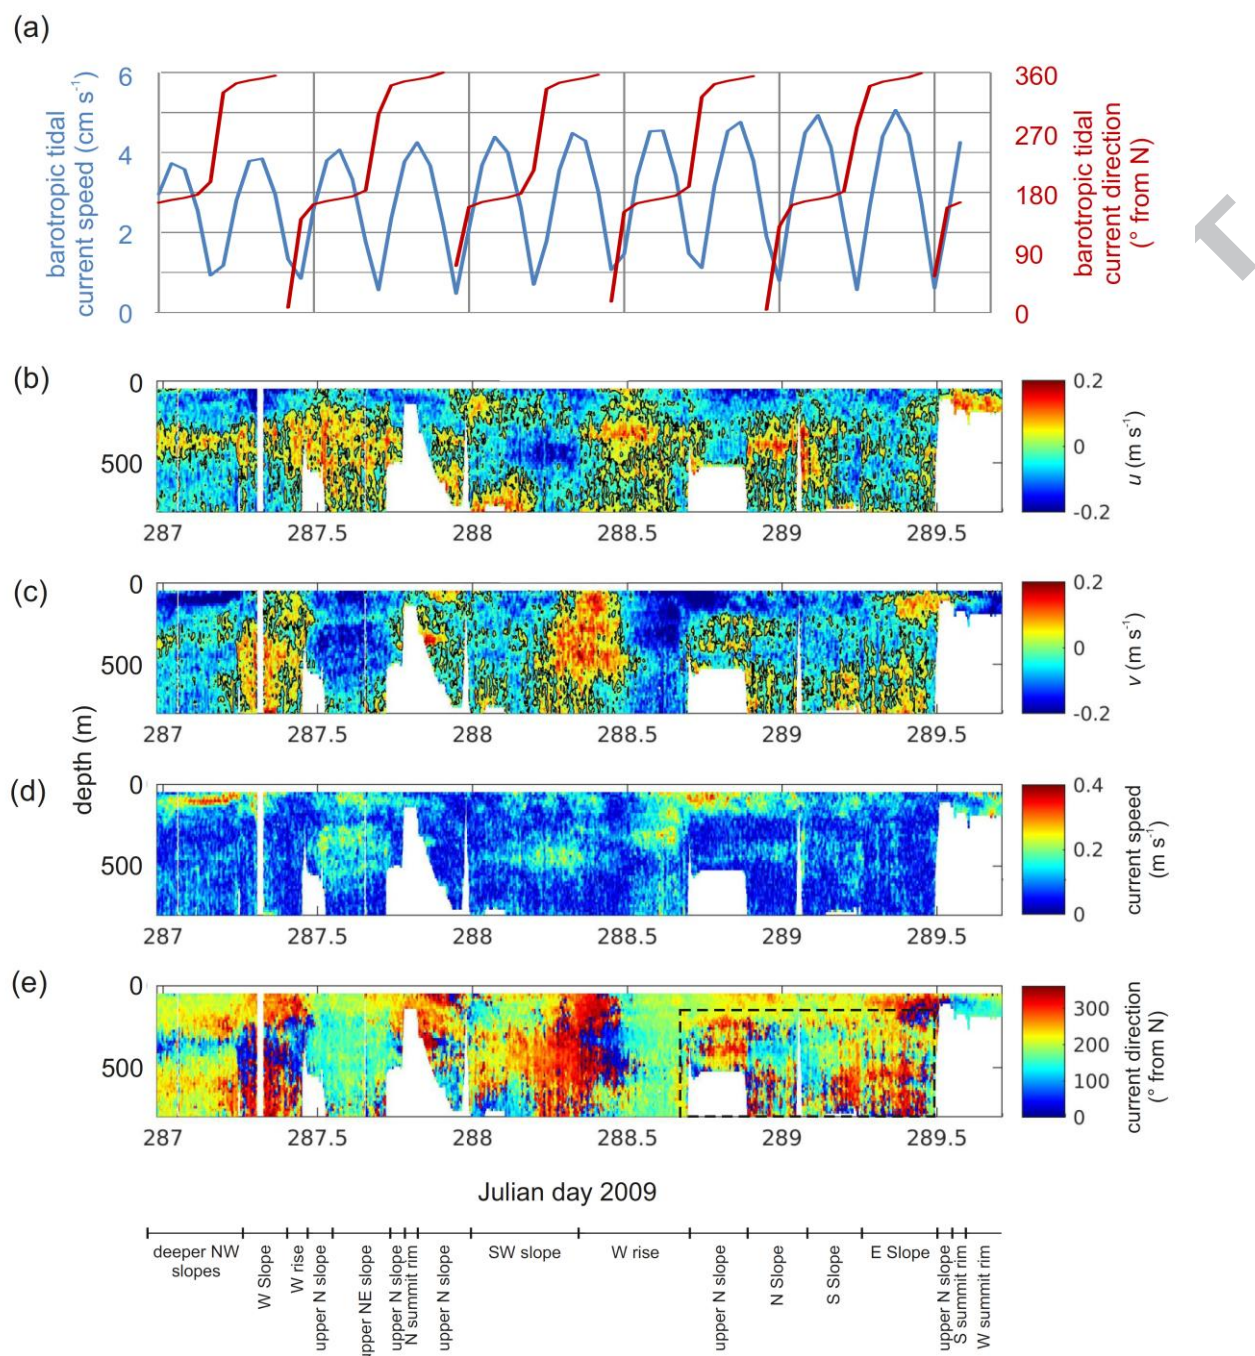 (a)
barotropic tidal
current speed (cm s⁻¹)
6
4
2
0
360
270
180
90
0
barotropic tidal
current direction
(° from N)
(b)
0
500
287
287.5
288
288.5
289
289.5
0.2
0
-0.2
u (m s⁻¹)
(c)
0
500
287
287.5
288
288.5
289
289.5
0.2
0
-0.2
v (m s⁻¹)
depth (m)
(d)
0
500
287
287.5
288
288.5
289
289.5
0.4
0.2
0
current speed
(m s⁻¹)
(e)
0
500
287
287.5
288
288.5
289
289.5
300
200
100
0
current direction
(° from N)
Julian day 2009
deeper NW
slopes
W Slope
W rise
upper N slope
upper NE slope
upper N slope
N summit rim
upper N slope
SW slope
W rise
upper N slope
N Slope
S Slope
E Slope
upper N slope
S summit rim
W summit rim